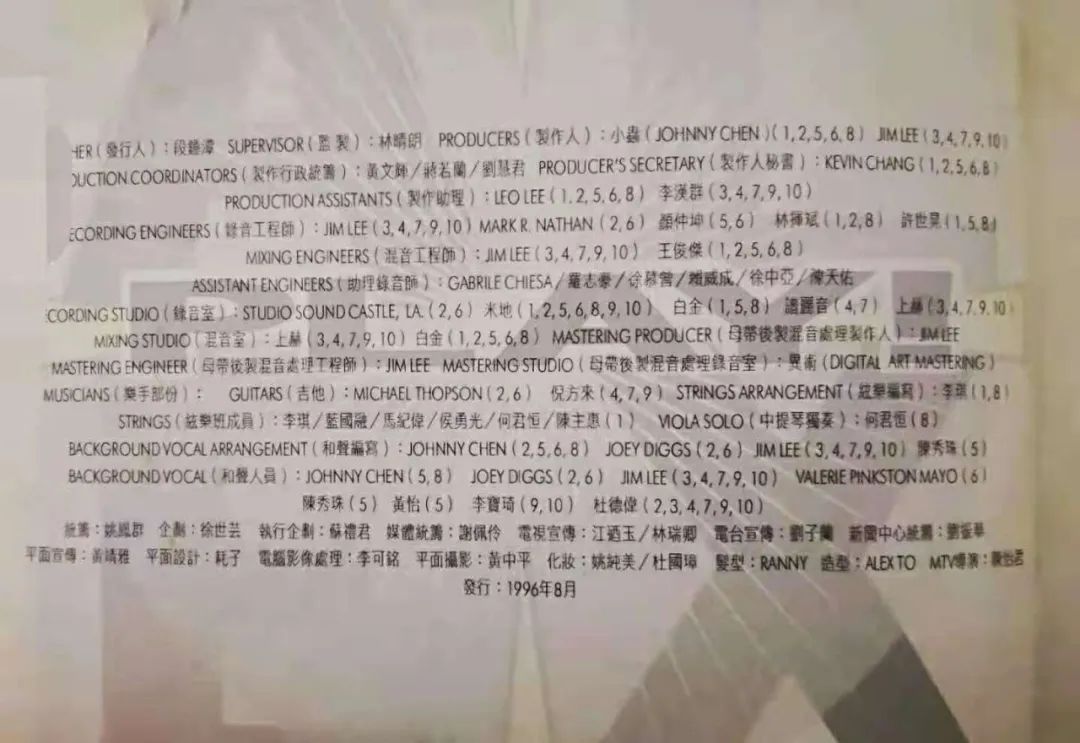 HER(發行人):段鍾潭 SUPERVISOR(監製):林晴朗 PRODUCERS(製作人):小蟲(JOHNNY CHEN)(1,2,5,6,8) JIM LEE(3,4,7,9,10)
DUCTION COORDINATORS(製作行政統籌):黃文輝/蔣若蘭/劉慧君 PRODUCER'S SECRETARY(製作人秘書):KEVIN CHANG(1,2,5,6,8)
PRODUCTION ASSISTANTS(製作助理):LEO LEE(1,2,5,6,8) 李漢群(3,4,7,9,10)
ECORDING ENGINEERS(錄音工程師):JIM LEE(3,4,7,9,10) MARK R. NATHAN(2,6) 顏仲坤(5,6) 林揮斌(1,2,8) 許世昇(1,5,8)
MIXING ENGINEERS(混音工程師):JIM LEE(3,4,7,9,10) 王俊傑(1,2,5,6,8)
ASSISTANT ENGINEERS(助理錄音師):GABRILE CHIESA/羅志豪/徐慕曾/賴威成/徐中亞/陳天佑
CORDING STUDIO(錄音室):STUDIO SOUND CASTLE, LA.(2,6) 米地(1,2,5,6,8,9,10) 白金(1,5,8) 諳麗音(4,7) 上赫(3,4,7,9,10)
MIXING STUDIO(混音室):上赫(3,4,7,9,10) 白金(1,2,5,6,8) MASTERING PRODUCER(母帶後製混音處理製作人):JIM LEE
MASTERING ENGINEER(母帶後製混音處理工程師):JIM LEE MASTERING STUDIO(母帶後製混音處理錄音室):異術(DIGITAL ART MASTERING)
MUSICIANS(樂手部份): GUITARS(吉他):MICHAEL THOPSON(2,6) 倪方來(4,7,9) STRINGS ARRANGEMENT(絃樂編寫):李琪(1,8)
STRINGS(絃樂班成員):李琪/藍國融/馬紀偉/侯勇光/何君恒/陳主惠(1) VIOLA SOLO(中提琴獨奏):何君恒(8)
BACKGROUND VOCAL ARRANGEMENT(和聲編寫):JOHNNY CHEN(2,5,6,8) JOEY DIGGS(2,6) JIM LEE(3,4,7,9,10) 陳秀珠(5)
BACKGROUND VOCAL(和聲人員):JOHNNY CHEN(5,8) JOEY DIGGS(2,6) JIM LEE(3,4,7,9,10) VALERIE PINKSTON MAYO(6)
陳秀珠(5) 黃怡(5) 李寶琦(9,10) 杜德偉(2,3,4,7,9,10)
統籌:姚鳳群 企劃:徐世芸 執行企劃:蘇禮君 媒體統籌:謝佩伶 電視宣傳:江迺玉/林瑞卿 電台宣傳:劉子蘭 新聞中心統籌:劉振華
平面宣傳:黃靖雅 平面設計:耗子 電腦影像處理:李可銘 平面攝影:黃中平 化妝:姚純美/杜國璋 髮型:RANNY 造型:ALEX TO MTV導演:陳怡君
發行:1996年8月